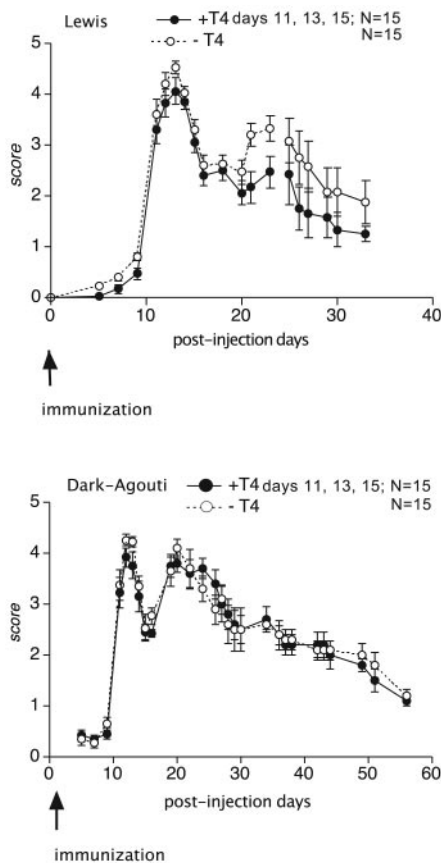 Lewis
+T4 days 11, 13, 15; N=15
- T4 N=15
5
4
3
2
1
0
score
0 10 20 30 40
post-injection days
immunization
Dark-Agouti
+T4 days 11, 13, 15; N=15
- T4 N=15
5
4
3
2
1
0
score
0 10 20 30 40 50 60
post-injection days
immunization